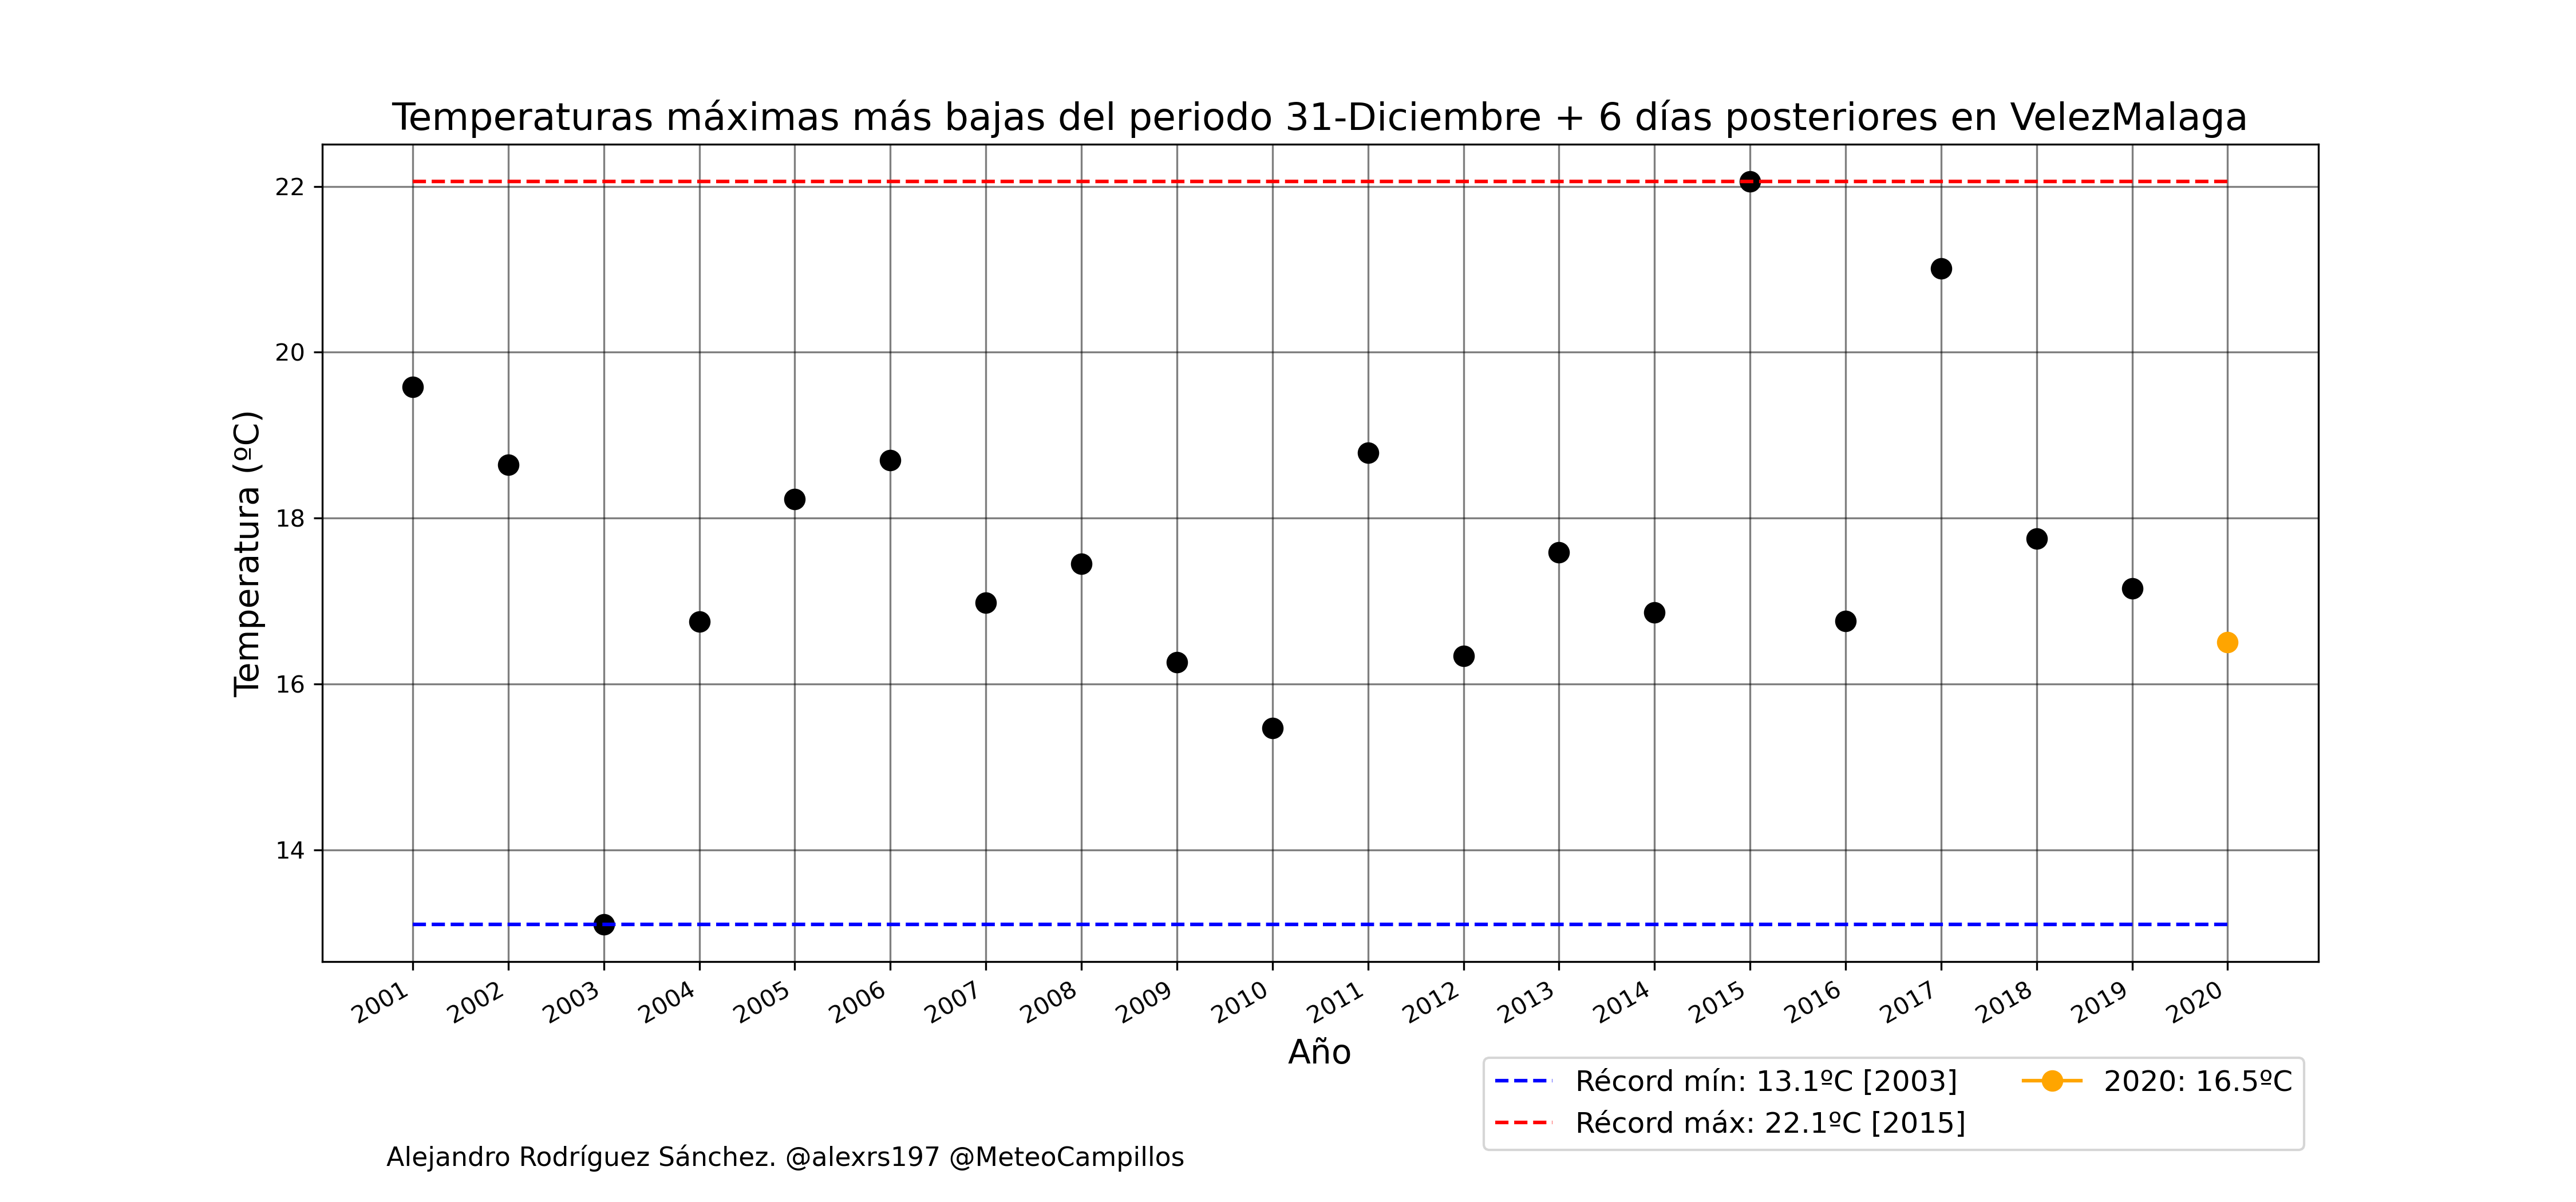 Temperaturas máximas más bajas del periodo 31-Diciembre + 6 días posteriores en VelezMalaga
Temperatura (ºC)
22
20
18
16
14
2001 2002 2003 2004 2005 2006 2007 2008 2009 2010 2011 2012 2013 2014 2015 2016 2017 2018 2019 2020
Año
Récord mín: 13.1ºC [2003]
Récord máx: 22.1ºC [2015]
2020: 16.5ºC
Alejandro Rodríguez Sánchez. @alexrs197 @MeteoCampillos